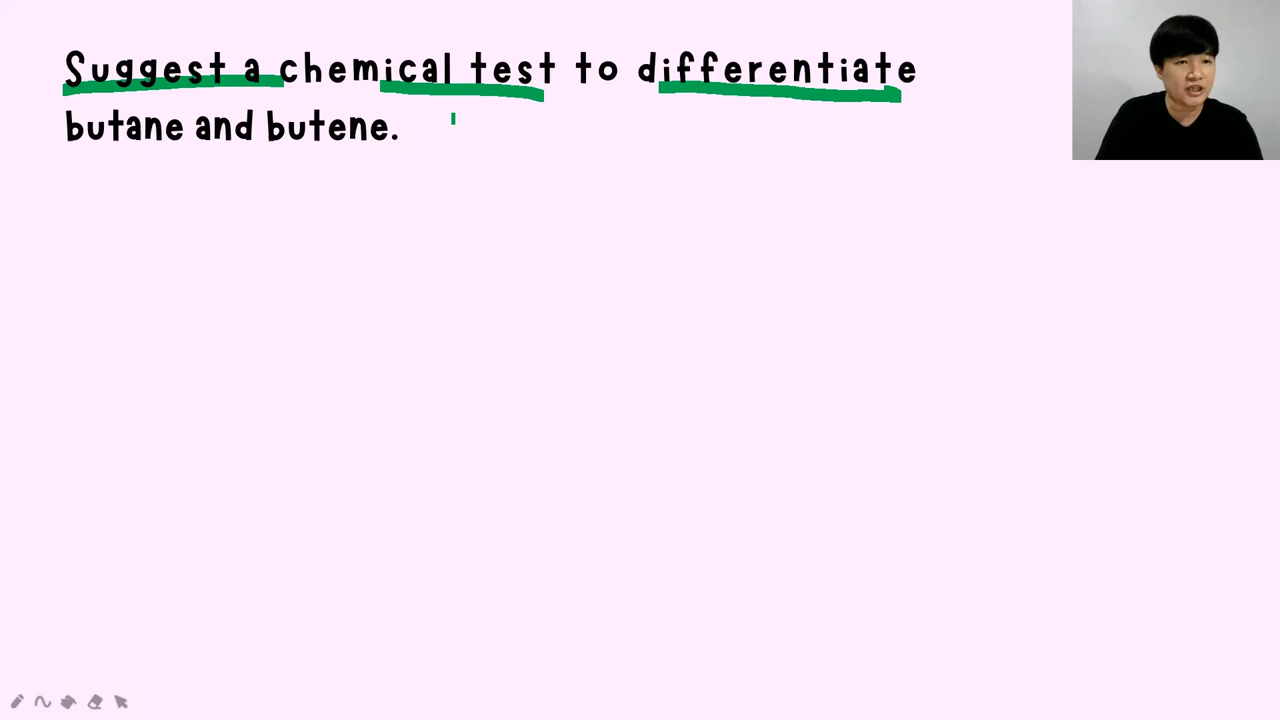 Suggest a chemical test to differentiate
butane and butene.